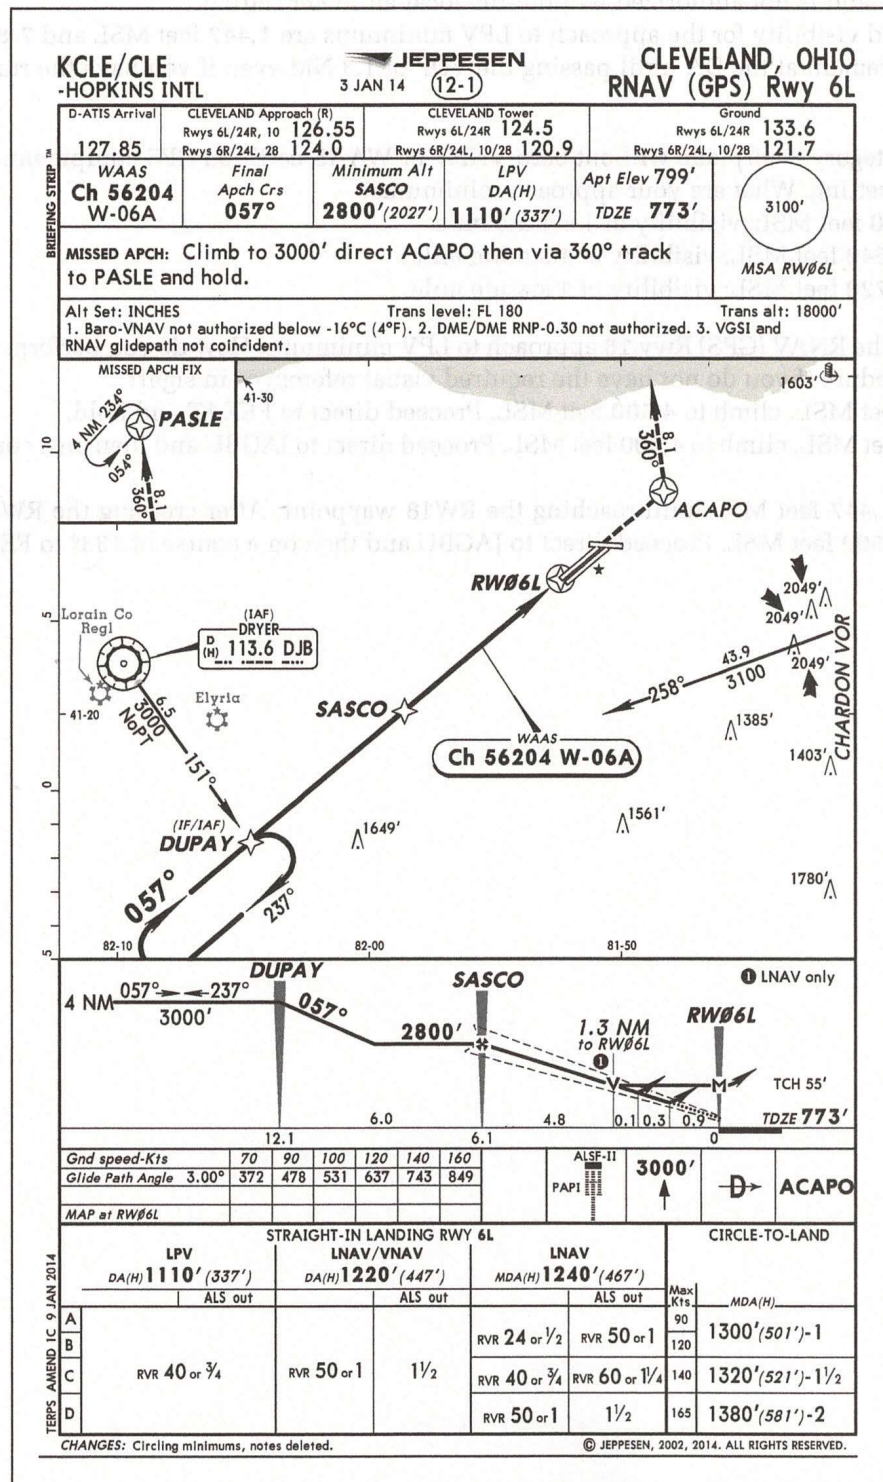 KCLE/CLE
-HOPKINS INTL
JEPPESEN
3 JAN 14
12-1
CLEVELAND, OHIO
RNAV (GPS) Rwy 6L
BRIEFING STRIP™
D-ATIS Arrival
127.85
CLEVELAND Approach (R)
Rwys 6L/24R, 10 126.55
Rwys 6R/24L, 28 124.0
CLEVELAND Tower
Rwys 6L/24R 124.5
Rwys 6R/24L, 10/28 120.9
Ground
Rwys 6L/24R 133.6
Rwys 6R/24L, 10/28 121.7
WAAS
Ch 56204
W-06A
Final
Apch Crs
057°
Minimum Alt
SASCO
2800'(2027')
LPV
DA(H)
1110'(337')
Apt Elev 799'
TDZE 773'
3100'
MSA RWØ6L
MISSED APCH: Climb to 3000' direct ACAPO then via 360° track
to PASLE and hold.
Alt Set: INCHES Trans level: FL 180 Trans alt: 18000'
1. Baro-VNAV not authorized below -16°C (4°F). 2. DME/DME RNP-0.30 not authorized. 3. VGSI and
RNAV glidepath not coincident.
MISSED APCH FIX
PASLE
4 NM 234°
054°
8.1
360°
41-30
1603'
10
360°
8.1
ACAPO
RWØ6L
5
Lorain Co
Regl
(IAF)
DRYER
D
(H) 113.6 DJB
2049'
2049'
2049'
43.9
258° 3100
CHARDON VOR
41-20
6.5
3000
NoPT
151°
Elyria
SASCO
WAAS
Ch 56204 W-06A
1385'
1403'
0
(IF/IAF)
DUPAY
1649'
1561'
1780'
057°
237°
5
82-10
82-00
81-50
DUPAY
SASCO
❶ LNAV only
4 NM
057° 237°
3000'
057°
2800'
1.3 NM
to RWØ6L
❶
RWØ6L
V
M
TCH 55'
TDZE 773'
6.0 4.8 0.1 0.3 0.9
12.1 6.1 0
Gnd speed-Kts 70 90 100 120 140 160
Glide Path Angle 3.00° 372 478 531 637 743 849
MAP at RWØ6L
ALSF-II
PAPI
3000'
D
ACAPO
TERPS AMEND 1C 9 JAN 2014
STRAIGHT-IN LANDING RWY 6L
CIRCLE-TO-LAND
LPV
DA(H) 1110'(337')
ALS out
LNAV/VNAV
DA(H) 1220'(447')
ALS out
LNAV
MDA(H) 1240'(467')
ALS out
Max
Kts
MDA(H)
A
B
C
D
RVR 40 or ¾
RVR 50 or 1
1½
RVR 24 or ½
RVR 50 or 1
RVR 40 or ¾
RVR 60 or 1¼
RVR 50 or 1
1½
90
120
1300'(501')-1
140
1320'(521')-1½
165
1380'(581')-2
CHANGES: Circling minimums, notes deleted.
© JEPPESEN, 2002, 2014. ALL RIGHTS RESERVED.